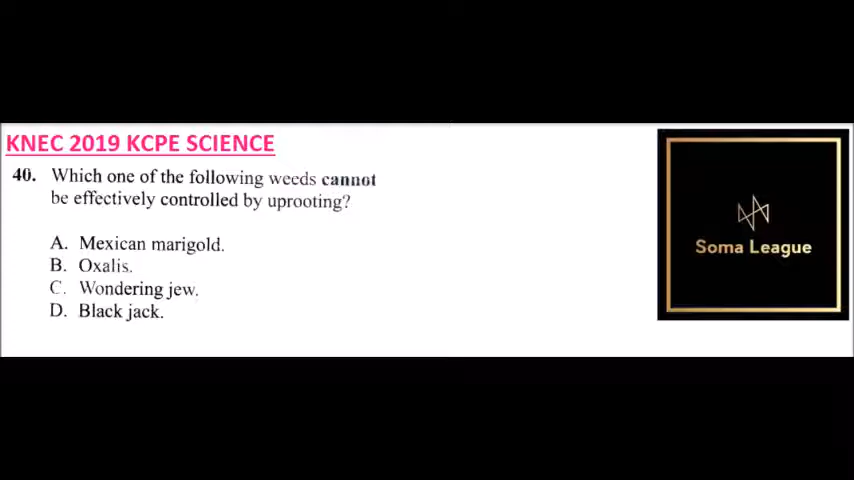 KNEC 2019 KCPE SCIENCE
40. Which one of the following weeds cannot
be effectively controlled by uprooting?
A. Mexican marigold.
B. Oxalis.
C. Wondering jew.
D. Black jack.
Soma League